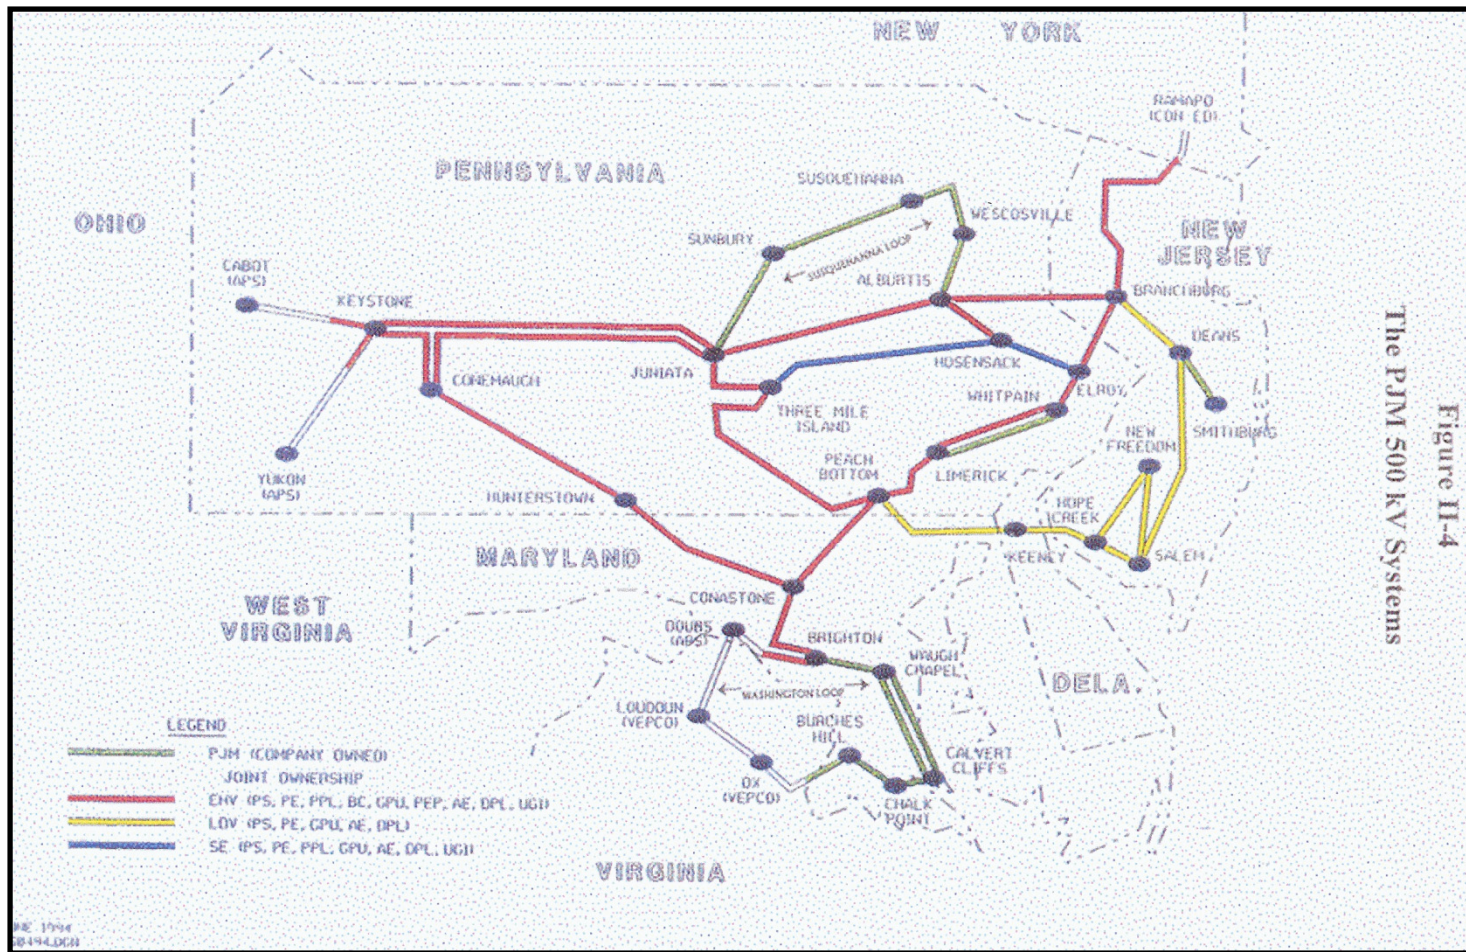 NEW YORK
RAMAPO
(CON ED)
PENNSYLVANIA
SUSQUEHANNA
OHIO
WESCOSVILLE
NEW
JERSEY
SUNBURY
SUSQUEHANNA LOOP
CABOT
(APS)
KEYSTONE
ALBURTIS
BRANCHBURG
DEANS
JUNIATA
HOSENSACK
CONEMAUGH
WHITPAIN
ELROY
THREE MILE
ISLAND
NEW
FREEDOM
SMITHBURG
PEACH
BOTTOM
LIMERICK
YUKON
(APS)
HUNTERSTOWN
HOPE
CREEK
MARYLAND
KEENEY
SALEM
WEST
VIRGINIA
CONASTONE
DOUBS
(APS)
BRIGHTON
WAUGH
CHAPEL
DELA.
WASHINGTON LOOP
LOUDOUN
(VEPCO)
BURCHES
HILL
CALVERT
CLIFFS
OX
(VEPCO)
CHALK
POINT
VIRGINIA
LEGEND
PJM (COMPANY OWNED)
JOINT OWNERSHIP
EHV (PS, PE, PPL, BC, GPU, PEP, AE, DPL, UGI)
LDV (PS, PE, GPU, AE, DPL)
SE (PS, PE, PPL, GPU, AE, DPL, UGI)
1994
Figure II-4
The PJM 500 kV Systems